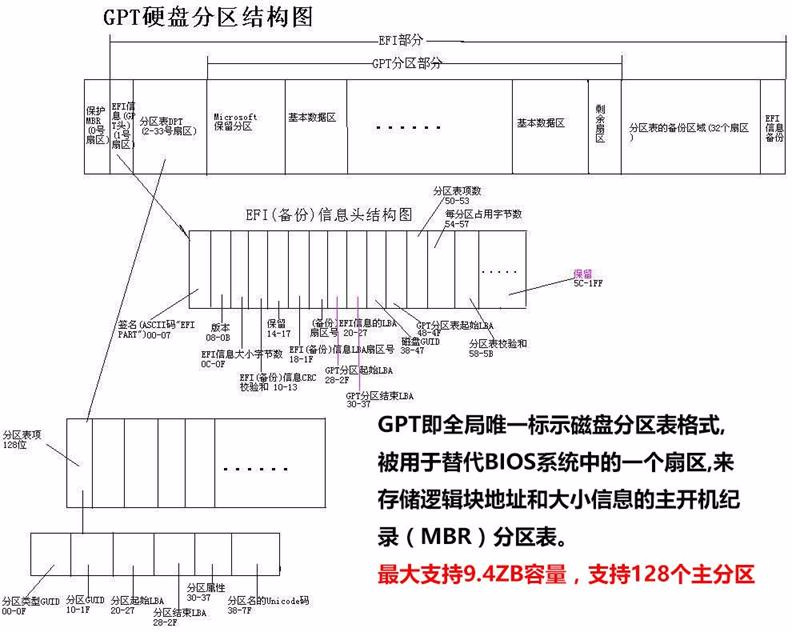 GPT硬盘分区结构图
EFI部分
GPT分区部分
保护
MBR
(0号
扇区)
EFI信
息(GP
T头)
(1号
扇区)
分区表DPT
(2-33号扇区)
Microsoft
保留分区
基本数据区
······
基本数据区
剩
余
扇
区
分区表的备份区域(32个扇区
)
EFI
信息
备份
EFI(备份)信息头结构图
分区表项数
50-53
每分区占用字节数
54-57
·····
保留
5C-1FF
签名(ASCII码"EFI
PART")00-07
版本
08-0B
EFI信息大小字节数
0C-0F
EFI(备份)信息CRC
校验和 10-13
保留
14-17
EFI(备份)信息LBA扇区号
18-1F
(备份)EFI信息的LBA
扇区号 20-27
GPT分区起始LBA
28-2F
GPT分区结束LBA
30-37
磁盘GUID
38-47
GPT分区表起始LBA
48-4F
分区表校验和
58-5B
分区表项
128位
······
分区类型GUID
00-0F
分区GUID
10-1F
分区起始LBA
20-27
分区结束LBA
28-2F
分区属性
30-37
分区名的Unicode码
38-7F
GPT即全局唯一标示磁盘分区表格式,
被用于替代BIOS系统中的一个扇区,来
存储逻辑块地址和大小信息的主开机纪
录（MBR）分区表。
最大支持9.4ZB容量，支持128个主分区